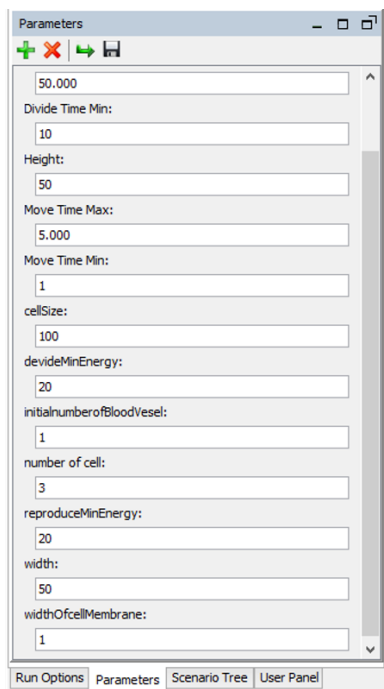 Parameters
50.000
Divide Time Min:
10
Height:
50
Move Time Max:
5.000
Move Time Min:
1
cellSize:
100
devideMinEnergy:
20
initialnumberofBloodVesel:
1
number of cell:
3
reproduceMinEnergy:
20
width:
50
widthOfcellMembrane:
1
Run Options Parameters Scenario Tree User Panel